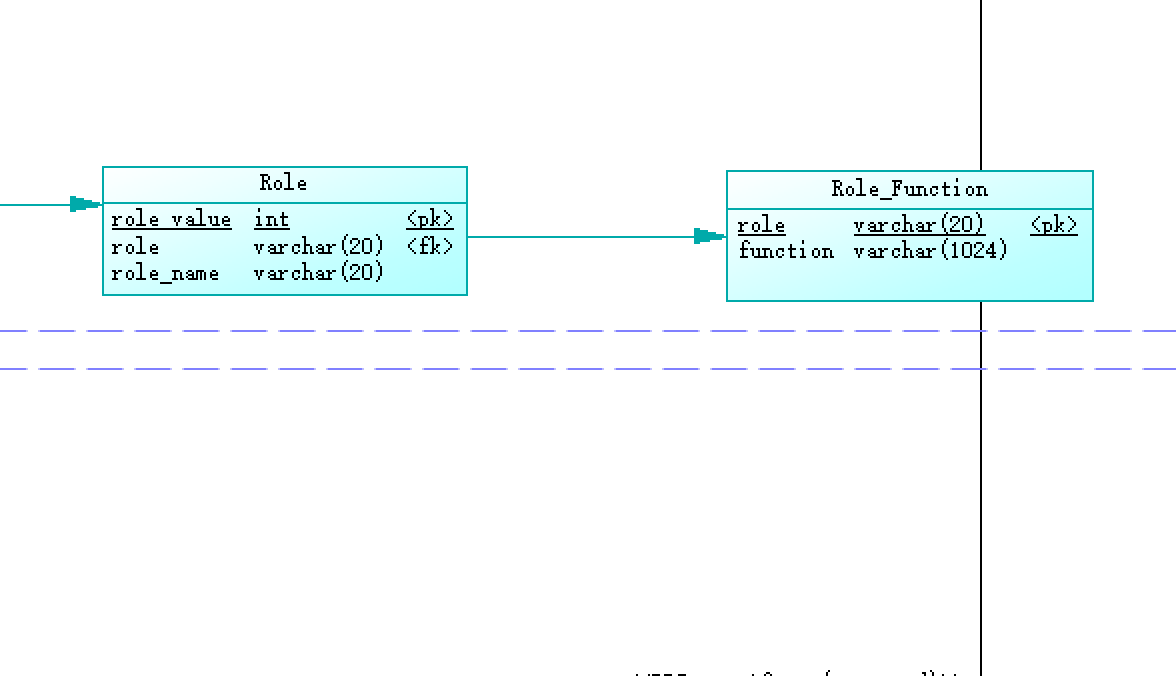 Role
role_value int <pk>
role varchar(20) <fk>
role_name varchar(20)
Role_Function
role varchar(20) <pk>
function varchar(1024)